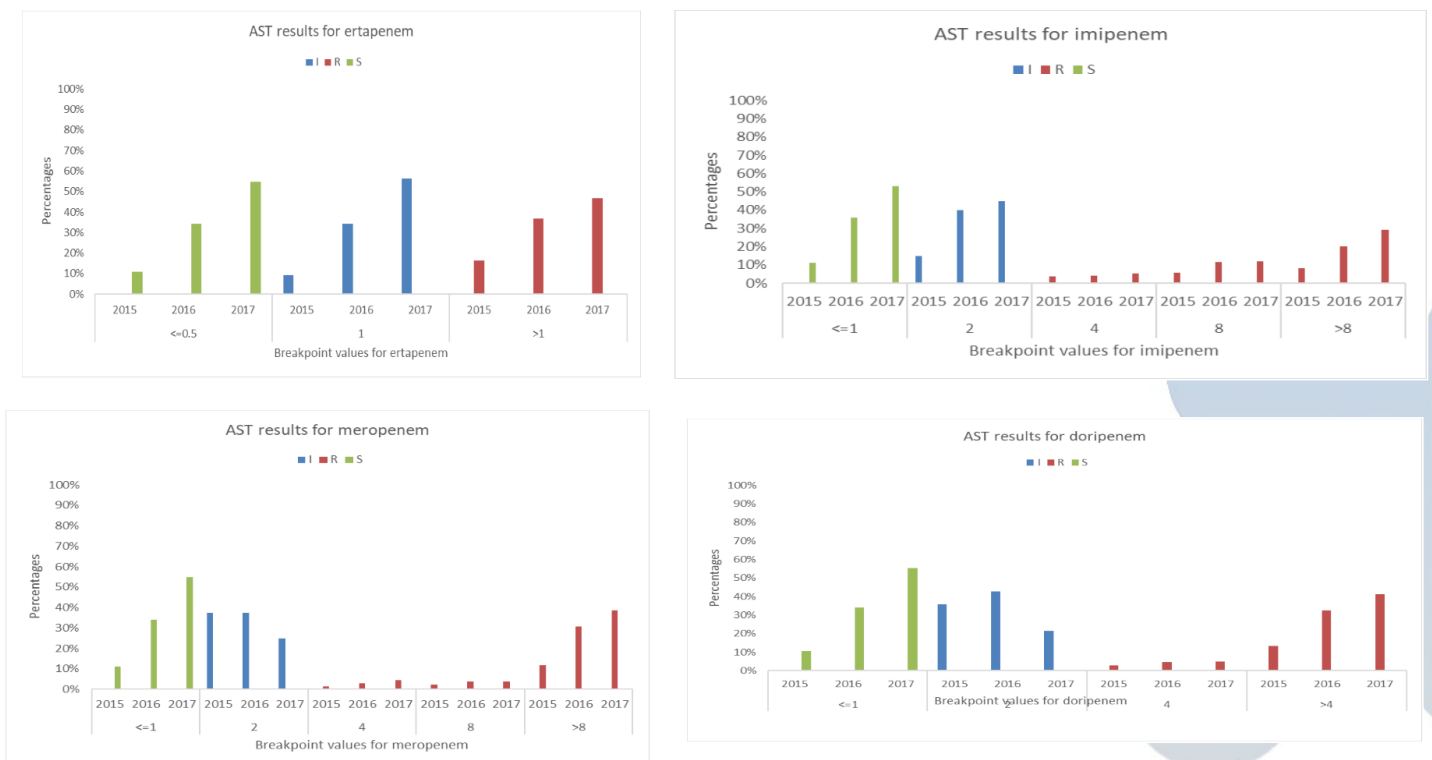 AST results for ertapenem
I R S
100%
90%
80%
70%
60%
50%
40%
30%
20%
10%
0%
Percentages
2015 2016 2017 2015 2016 2017 2015 2016 2017
<=0.5 1 >1
Breakpoint values for ertapenem
AST results for imipenem
I R S
100%
90%
80%
70%
60%
50%
40%
30%
20%
10%
0%
Percentages
2015 2016 2017 2015 2016 2017 2015 2016 2017 2015 2016 2017 2015 2016 2017
<=1 2 4 8 >8
Breakpoint values for imipenem
AST results for meropenem
I R S
100%
90%
80%
70%
60%
50%
40%
30%
20%
10%
0%
Percentages
2015 2016 2017 2015 2016 2017 2015 2016 2017 2015 2016 2017 2015 2016 2017
<=1 2 4 8 >8
Breakpoint values for meropenem
AST results for doripenem
I R S
100%
90%
80%
70%
60%
50%
40%
30%
20%
10%
0%
Percentages
2015 2016 2017 2015 2016 2017 2015 2016 2017 2015 2016 2017
<=1 2 4 >4
Breakpoint values for doripenem